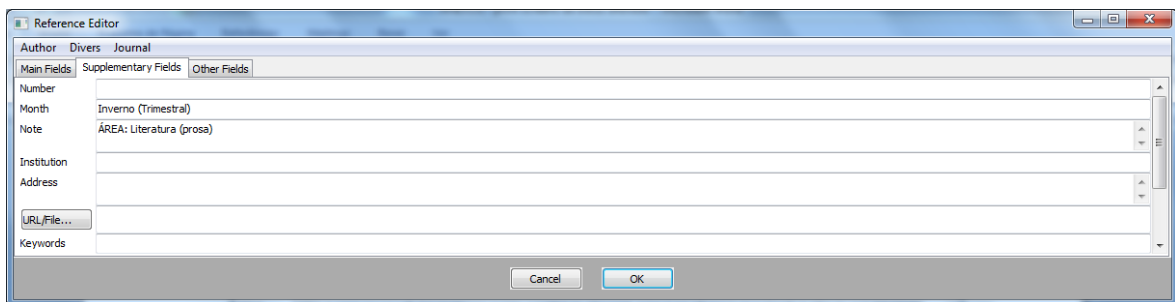 Reference Editor
Author Divers Journal
Main Fields Supplementary Fields Other Fields
Number
Month Inverno (Trimestral)
Note ÁREA: Literatura (prosa)
Institution
Address
URL/File...
Keywords
Cancel OK